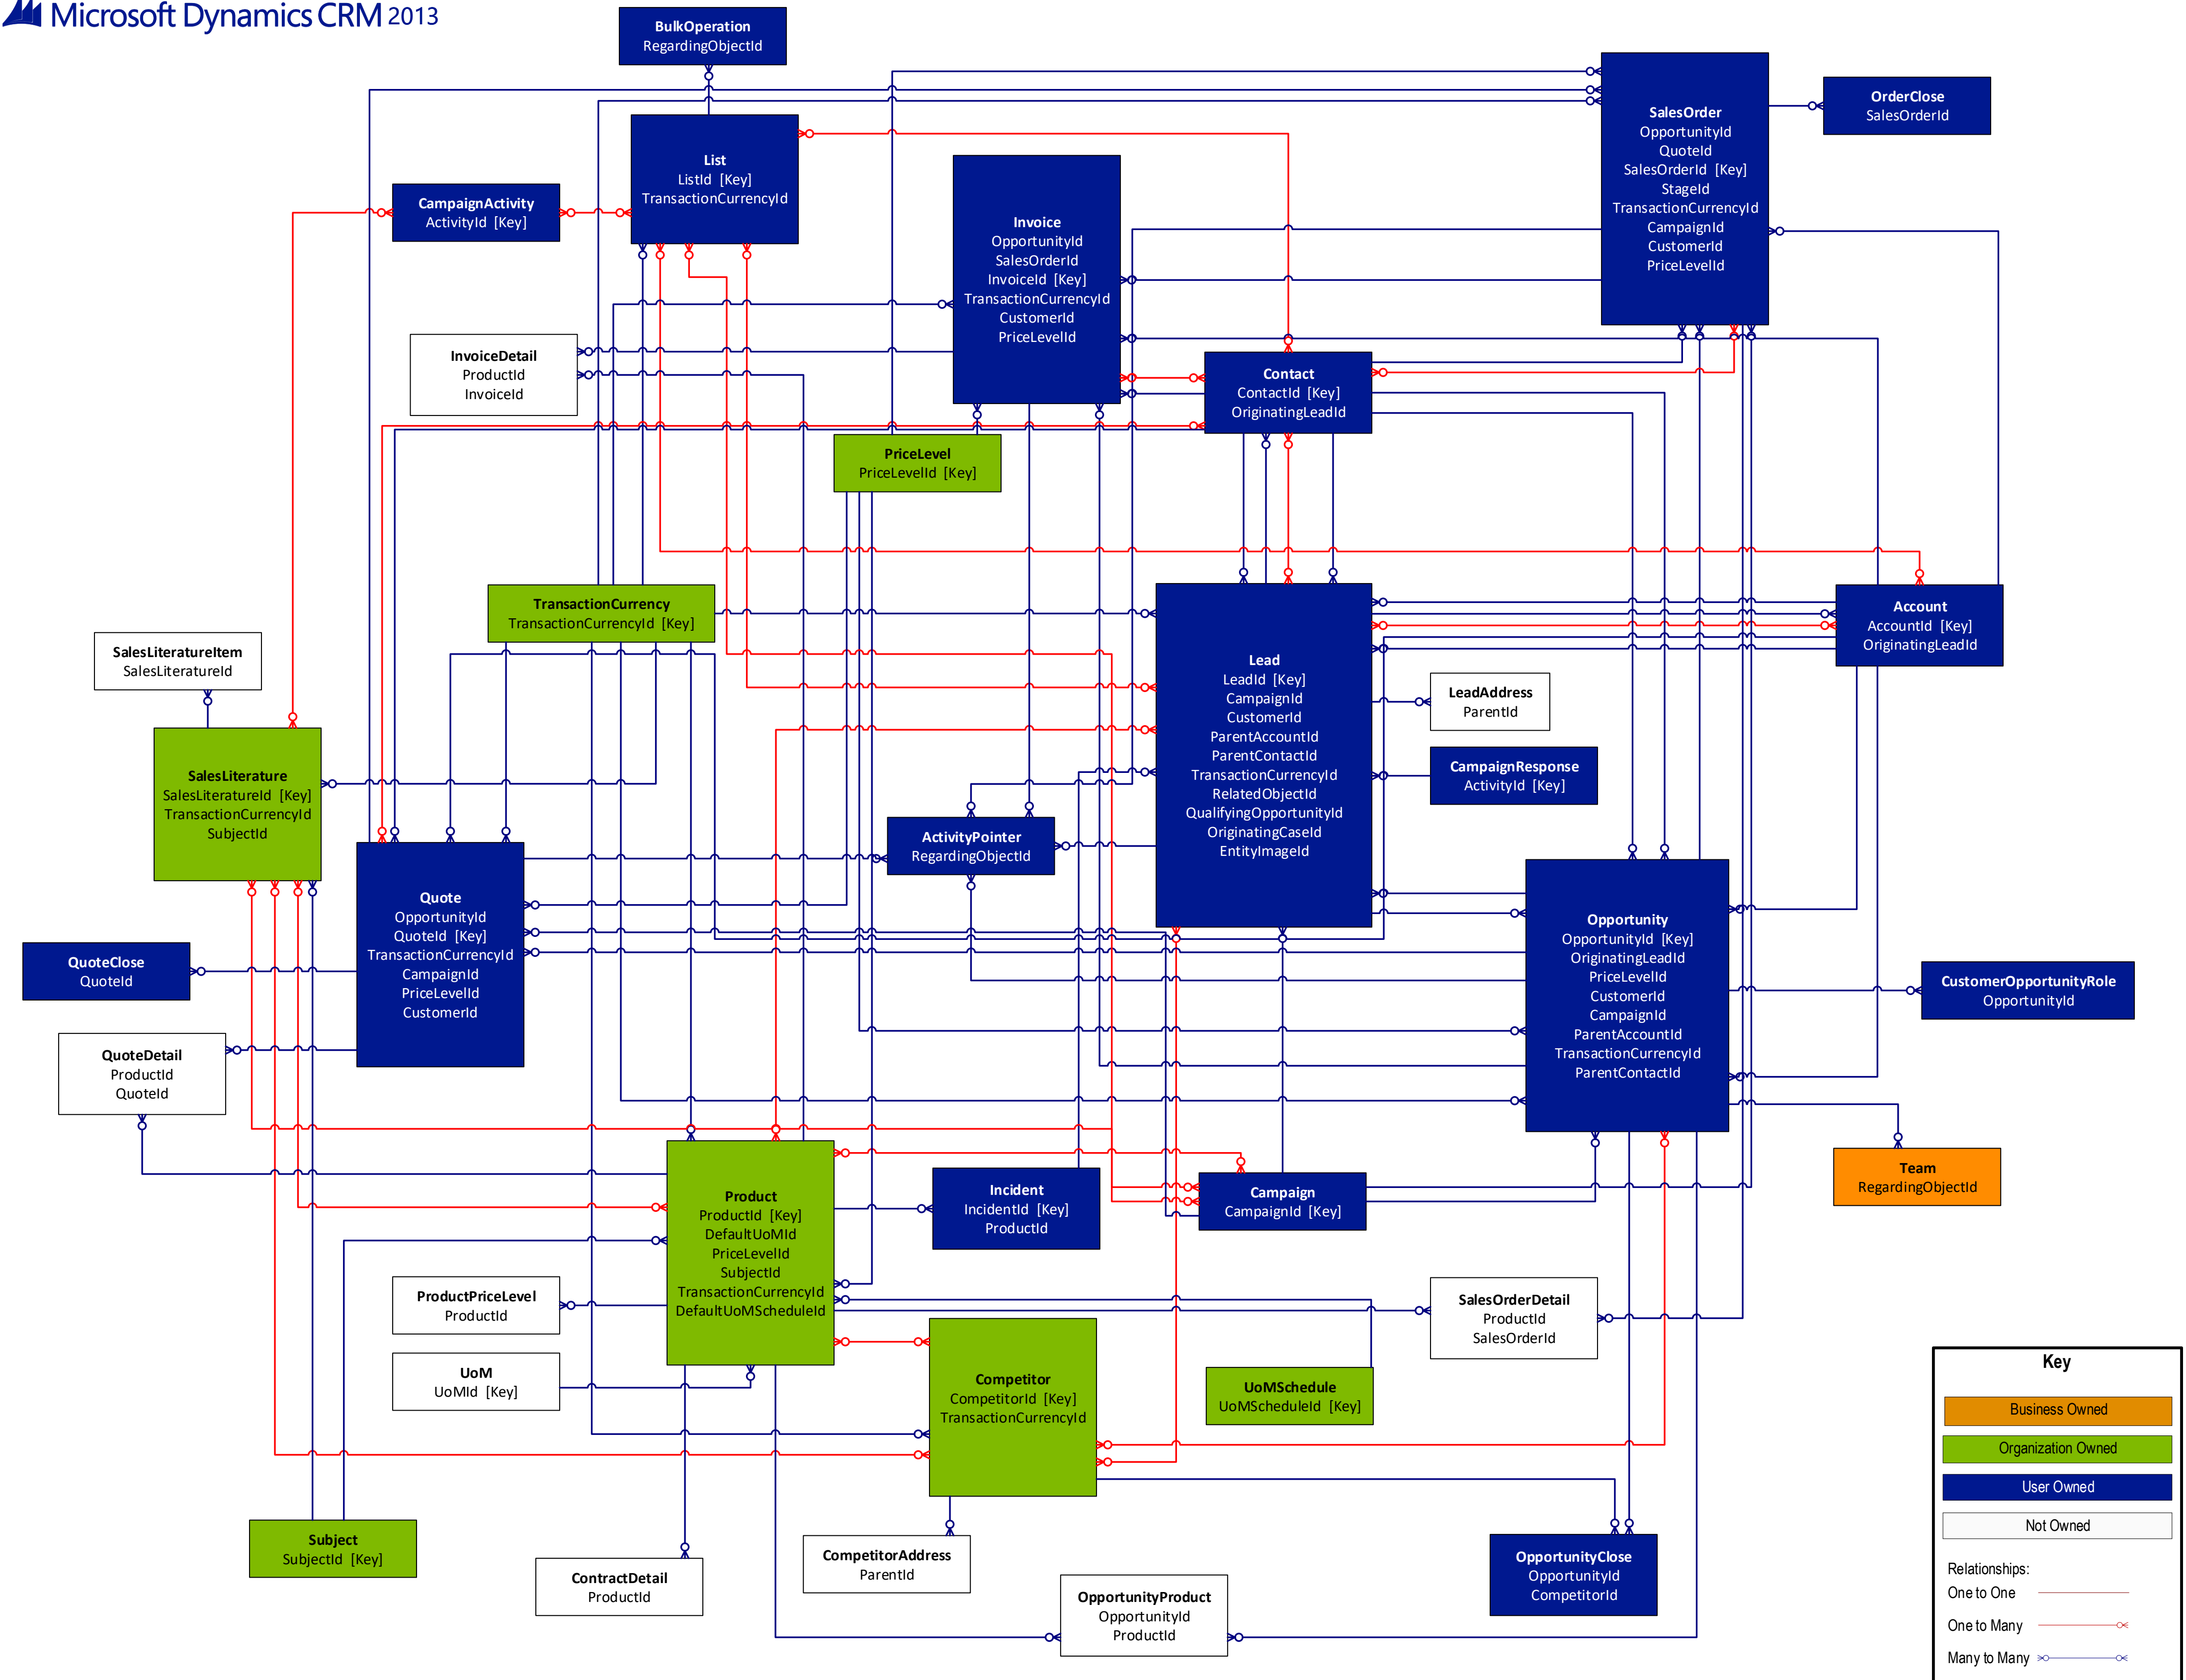 Microsoft Dynamics CRM 2013
BulkOperation
RegardingObjectId
SalesOrder
OpportunityId
QuoteId
SalesOrderId [Key]
StageId
TransactionCurrencyId
CampaignId
CustomerId
PriceLevelId
OrderClose
SalesOrderId
List
ListId [Key]
TransactionCurrencyId
CampaignActivity
ActivityId [Key]
Invoice
OpportunityId
SalesOrderId
InvoiceId [Key]
TransactionCurrencyId
CustomerId
PriceLevelId
InvoiceDetail
ProductId
InvoiceId
Contact
ContactId [Key]
OriginatingLeadId
PriceLevel
PriceLevelId [Key]
TransactionCurrency
TransactionCurrencyId [Key]
Account
AccountId [Key]
OriginatingLeadId
SalesLiteratureItem
SalesLiteratureId
Lead
LeadId [Key]
CampaignId
CustomerId
ParentAccountId
ParentContactId
TransactionCurrencyId
RelatedObjectId
QualifyingOpportunityId
OriginatingCaseId
EntityImageId
LeadAddress
ParentId
CampaignResponse
ActivityId [Key]
SalesLiterature
SalesLiteratureId [Key]
TransactionCurrencyId
SubjectId
ActivityPointer
RegardingObjectId
Quote
OpportunityId
QuoteId [Key]
TransactionCurrencyId
CampaignId
PriceLevelId
CustomerId
Opportunity
OpportunityId [Key]
OriginatingLeadId
PriceLevelId
CustomerId
CampaignId
ParentAccountId
TransactionCurrencyId
ParentContactId
QuoteClose
QuoteId
CustomerOpportunityRole
OpportunityId
QuoteDetail
ProductId
QuoteId
Team
RegardingObjectId
Product
ProductId [Key]
DefaultUoMId
PriceLevelId
SubjectId
TransactionCurrencyId
DefaultUoMScheduleId
Incident
IncidentId [Key]
ProductId
Campaign
CampaignId [Key]
ProductPriceLevel
ProductId
SalesOrderDetail
ProductId
SalesOrderId
UoM
UoMId [Key]
Competitor
CompetitorId [Key]
TransactionCurrencyId
UoMSchedule
UoMScheduleId [Key]
Subject
SubjectId [Key]
ContractDetail
ProductId
CompetitorAddress
ParentId
OpportunityProduct
OpportunityId
ProductId
OpportunityClose
OpportunityId
CompetitorId
Key
Business Owned
Organization Owned
User Owned
Not Owned
Relationships:
One to One
One to Many
Many to Many